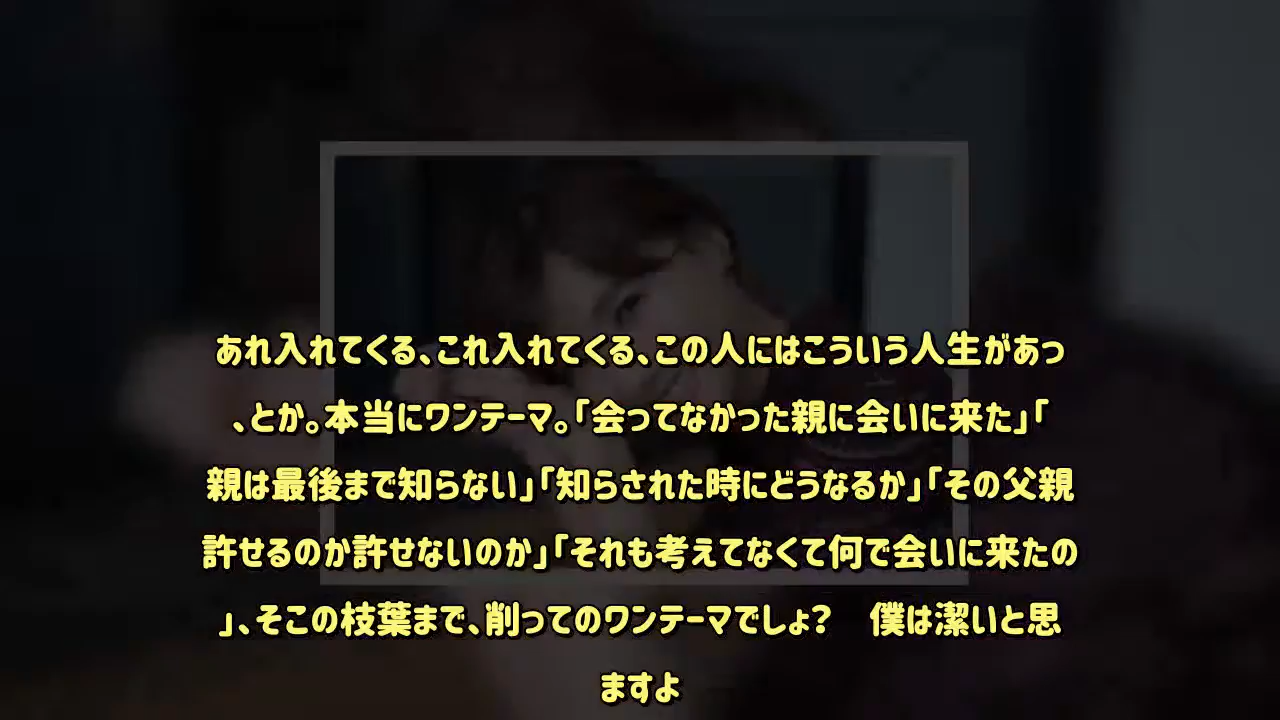 あれ入れてくる、これ入れてくる、この人にはこういう人生があっ
、とか。本当にワンテーマ。「会ってなかった親に会いに来た」「
親は最後まで知らない」「知らされた時にどうなるか」「その父親
許せるのか許せないのか」「それも考えてなくて何で会いに来たの
」、そこの枝葉まで、削ってのワンテーマでしょ?　僕は潔いと思
ますよ